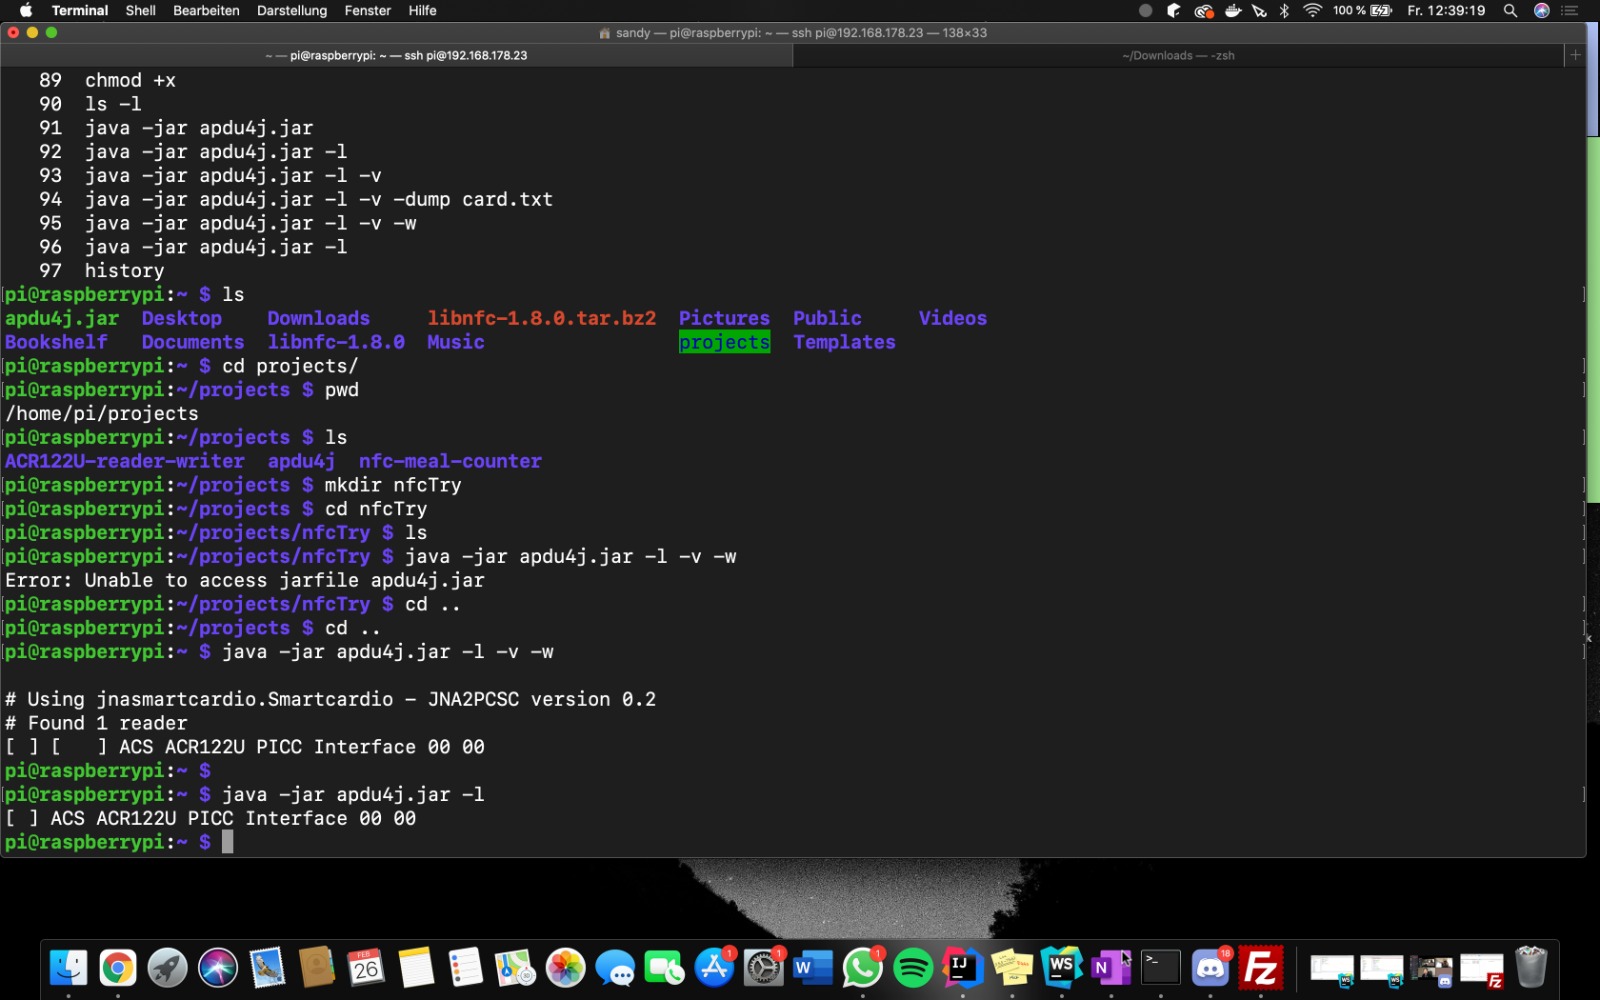 Terminal Shell Bearbeiten Darstellung Fenster Hilfe 100 % Fr. 12:39:19
sandy — pi@raspberrypi: ~ — ssh pi@192.168.178.23 — 138×33
~ — pi@raspberrypi: ~ — ssh pi@192.168.178.23 ~/Downloads — -zsh +
89 chmod +x
90 ls -l
91 java -jar apdu4j.jar
92 java -jar apdu4j.jar -l
93 java -jar apdu4j.jar -l -v
94 java -jar apdu4j.jar -l -v -dump card.txt
95 java -jar apdu4j.jar -l -v -w
96 java -jar apdu4j.jar -l
97 history
pi@raspberrypi:~ $ ls
apdu4j.jar Desktop Downloads libnfc-1.8.0.tar.bz2 Pictures Public Videos
Bookshelf Documents libnfc-1.8.0 Music projects Templates
pi@raspberrypi:~ $ cd projects/
pi@raspberrypi:~/projects $ pwd
/home/pi/projects
pi@raspberrypi:~/projects $ ls
ACR122U-reader-writer apdu4j nfc-meal-counter
pi@raspberrypi:~/projects $ mkdir nfcTry
pi@raspberrypi:~/projects $ cd nfcTry
pi@raspberrypi:~/projects/nfcTry $ ls
pi@raspberrypi:~/projects/nfcTry $ java -jar apdu4j.jar -l -v -w
Error: Unable to access jarfile apdu4j.jar
pi@raspberrypi:~/projects/nfcTry $ cd ..
pi@raspberrypi:~/projects $ cd ..
pi@raspberrypi:~ $ java -jar apdu4j.jar -l -v -w
# Using jnasmartcardio.Smartcardio - JNA2PCSC version 0.2
# Found 1 reader
[ ] [   ] ACS ACR122U PICC Interface 00 00
pi@raspberrypi:~ $
pi@raspberrypi:~ $ java -jar apdu4j.jar -l
[ ] ACS ACR122U PICC Interface 00 00
pi@raspberrypi:~ $
FEB
26
1
1
W
1
IJ
WS
N
>_
18
Fz